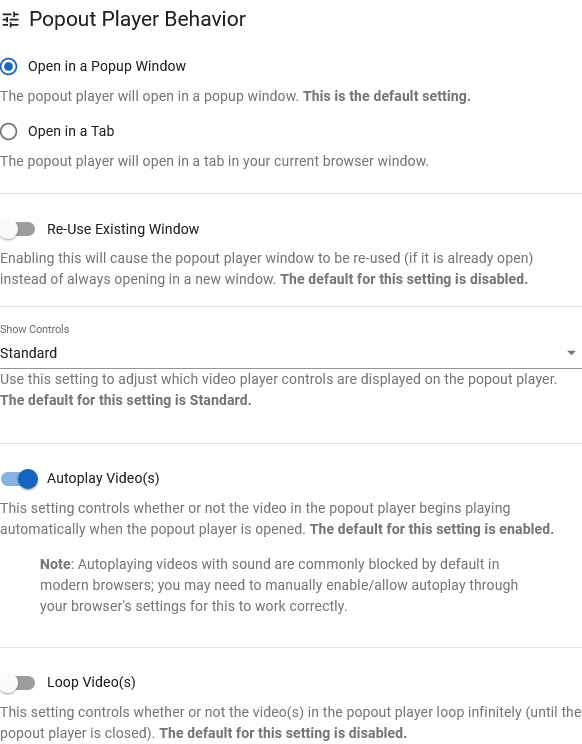 Popout Player Behavior
Open in a Popup Window
The popout player will open in a popup window. This is the default setting.
Open in a Tab
The popout player will open in a tab in your current browser window.
Re-Use Existing Window
Enabling this will cause the popout player window to be re-used (if it is already open)
instead of always opening in a new window. The default for this setting is disabled.
Show Controls
Standard
Use this setting to adjust which video player controls are displayed on the popout player.
The default for this setting is Standard.
Autoplay Video(s)
This setting controls whether or not the video in the popout player begins playing
automatically when the popout player is opened. The default for this setting is enabled.
Note: Autoplaying videos with sound are commonly blocked by default in
modern browsers; you may need to manually enable/allow autoplay through
your browser's settings for this to work correctly.
Loop Video(s)
This setting controls whether or not the video(s) in the popout player loop infinitely (until the
popout player is closed). The default for this setting is disabled.